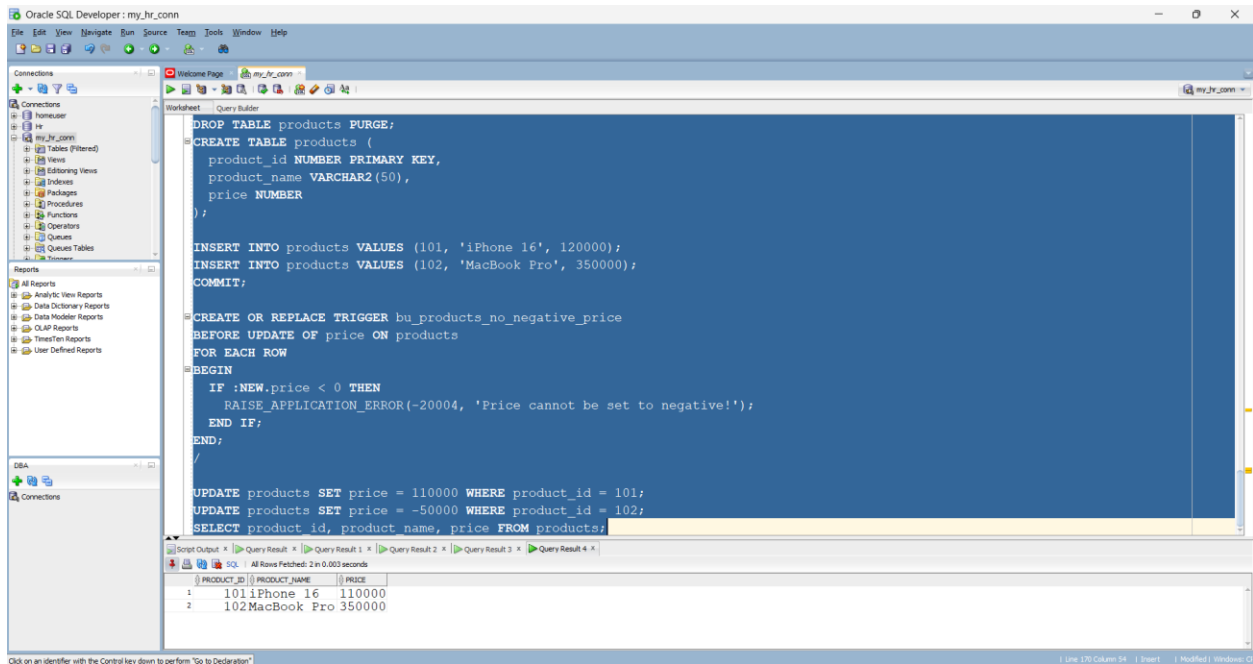 Oracle SQL Developer : my_hr_conn
File Edit View Navigate Run Source Team Tools Window Help
Connections
Connections
homeuser
Hr
my_hr_conn
Tables (Filtered)
Views
Editioning Views
Indexes
Packages
Procedures
Functions
Operators
Queues
Queues Tables
Triggers
Reports
All Reports
Analytic View Reports
Data Dictionary Reports
Data Modeler Reports
OLAP Reports
TimesTen Reports
User Defined Reports
DBA
Connections
Welcome Page my_hr_conn
my_hr_conn
Worksheet Query Builder
DROP TABLE products PURGE;
CREATE TABLE products (
product_id NUMBER PRIMARY KEY,
product_name VARCHAR2(50),
price NUMBER
);
INSERT INTO products VALUES (101, 'iPhone 16', 120000);
INSERT INTO products VALUES (102, 'MacBook Pro', 350000);
COMMIT;
CREATE OR REPLACE TRIGGER bu_products_no_negative_price
BEFORE UPDATE OF price ON products
FOR EACH ROW
BEGIN
IF :NEW.price < 0 THEN
RAISE_APPLICATION_ERROR(-20004, 'Price cannot be set to negative!');
END IF;
END;
/
UPDATE products SET price = 110000 WHERE product_id = 101;
UPDATE products SET price = -50000 WHERE product_id = 102;
SELECT product_id, product_name, price FROM products;
Script Output x Query Result x Query Result 1 x Query Result 2 x Query Result 3 x Query Result 4 x
SQL | All Rows Fetched: 2 in 0.003 seconds
PRODUCT_ID PRODUCT_NAME PRICE
1 101 iPhone 16 110000
2 102 MacBook Pro 350000
Click on an identifier with the Control key down to perform "Go to Declaration"
| Line 170 Column 54 | Insert | Modified | Windows: C